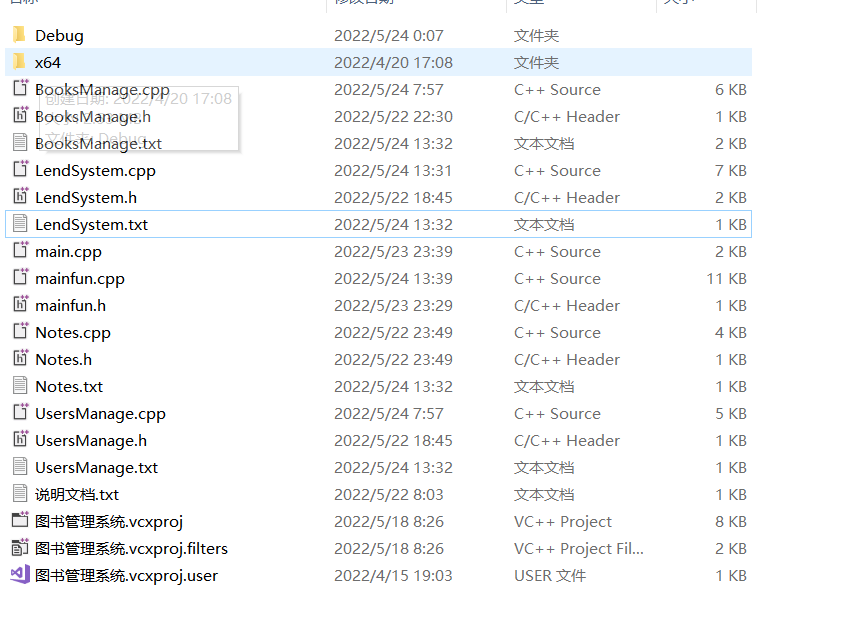 名称 修改日期 类型 大小
Debug 2022/5/24 0:07 文件夹
x64 2022/4/20 17:08 文件夹
BooksManage.cpp 2022/5/24 7:57 C++ Source 6 KB
创建日期: 2022/4/20 17:08
BooksManage.h 2022/5/22 22:30 C/C++ Header 1 KB
文件夹: Debug
BooksManage.txt 2022/5/24 13:32 文本文档 2 KB
LendSystem.cpp 2022/5/24 13:31 C++ Source 7 KB
LendSystem.h 2022/5/22 18:45 C/C++ Header 2 KB
LendSystem.txt 2022/5/24 13:32 文本文档 1 KB
main.cpp 2022/5/23 23:39 C++ Source 2 KB
mainfun.cpp 2022/5/24 13:39 C++ Source 11 KB
mainfun.h 2022/5/23 23:29 C/C++ Header 1 KB
Notes.cpp 2022/5/22 23:49 C++ Source 4 KB
Notes.h 2022/5/22 23:49 C/C++ Header 1 KB
Notes.txt 2022/5/24 13:32 文本文档 1 KB
UsersManage.cpp 2022/5/24 7:57 C++ Source 5 KB
UsersManage.h 2022/5/22 18:45 C/C++ Header 1 KB
UsersManage.txt 2022/5/24 13:32 文本文档 1 KB
说明文档.txt 2022/5/22 8:03 文本文档 1 KB
图书管理系统.vcxproj 2022/5/18 8:26 VC++ Project 8 KB
图书管理系统.vcxproj.filters 2022/5/18 8:26 VC++ Project Fil... 2 KB
图书管理系统.vcxproj.user 2022/4/15 19:03 USER 文件 1 KB